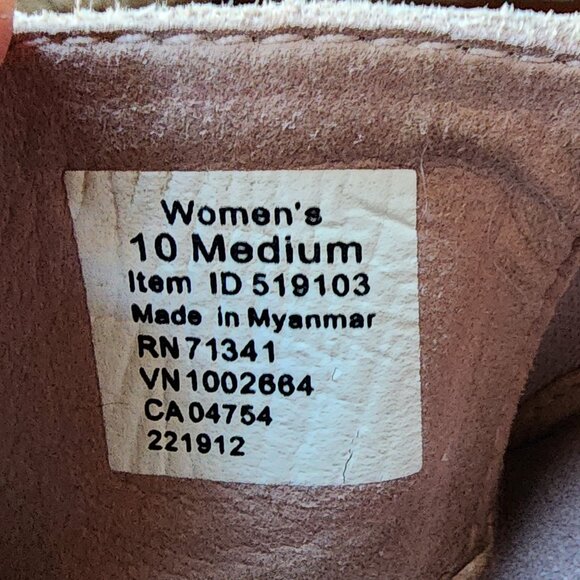 Women's
10 Medium
Item ID 519103
Made in Myanmar
RN 71341
VN 1002664
CA 04754
221912